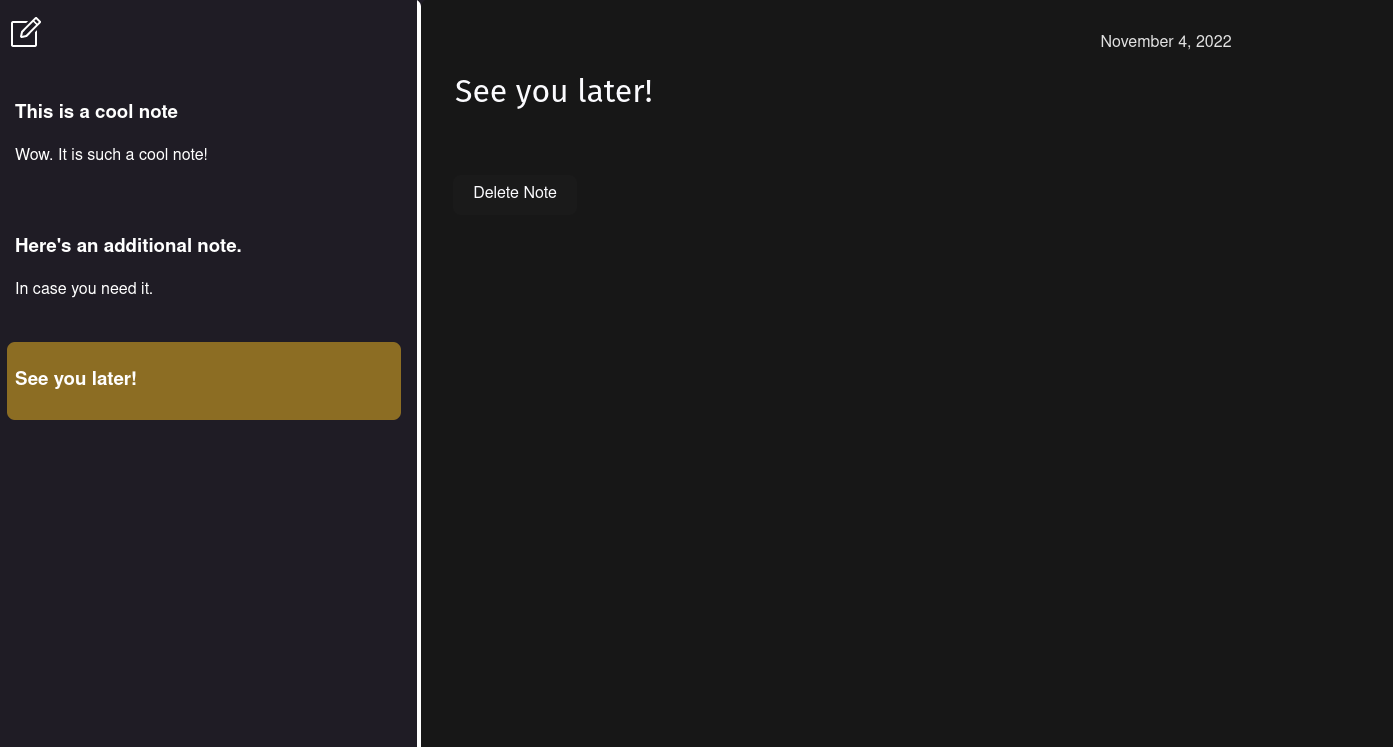 This is a cool note
Wow. It is such a cool note!
Here's an additional note.
In case you need it.
See you later!
November 4, 2022
See you later!
Delete Note